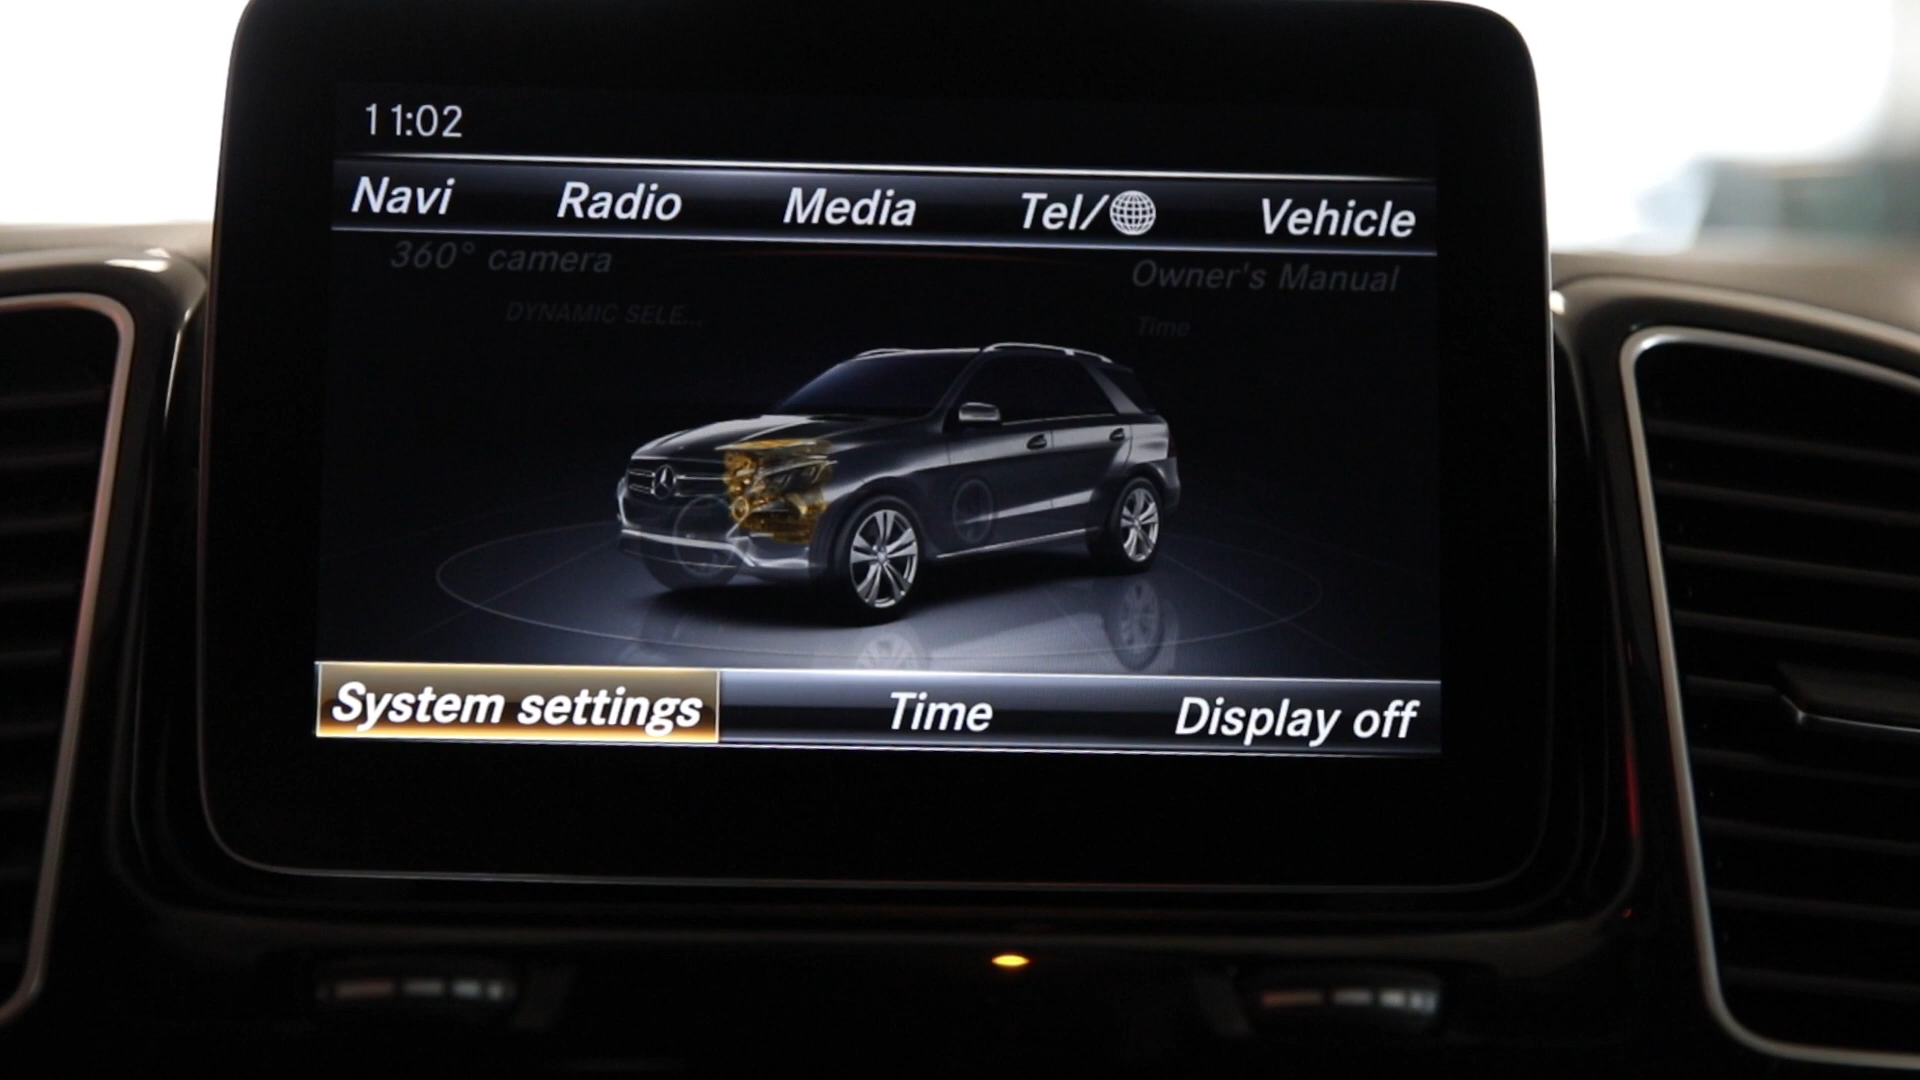 11:02
Navi Radio Media Tel/ Vehicle
360° camera Owner's Manual
DYNAMIC SELE... Time
System settings Time Display off